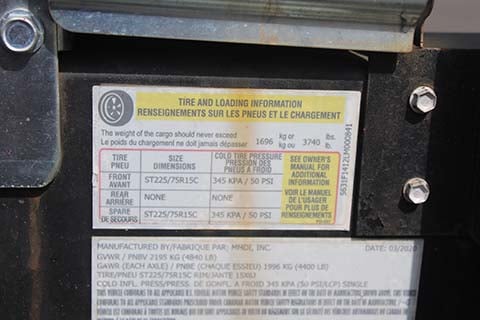 TIRE AND LOADING INFORMATION
RENSEIGNEMENTS SUR LES PNEUS ET LE CHARGEMENT
The weight of the cargo should never exceed
Le poids du chargement ne doit jamais dépasser 1696 kg or kg ou 3740 lbs. lb.
TIRE PNEU SIZE DIMENSIONS COLD TIRE PRESSURE PRESSION DES PNEUS A FROID
FRONT AVANT ST225/75R15C 345 KPA / 50 PSI
REAR ARRIÈRE NONE NONE
SPARE DE SECOURS ST225/75R15C 345 KPA / 50 PSI
SEE OWNER'S
MANUAL FOR
ADDITIONAL
INFORMATION
VOIR LE MANUEL
DE L'USAGER
POUR PLUS DE
RENSEIGNEMENTS
5631F1412LM000841
MANUFACTURED BY/FABRIQUE PAR: MMDI, INC. DATE: 03/2020
GVWR / PNBV 2195 KG (4840 LB)
GAWR (EACH AXLE) / PNBE (CHAQUE ESSIEU) 1996 KG (4400 LB)
TIRE/PNEU ST225/75R15C RIM/JANTE 15X6J
COLD INFL. PRESS/PRESS. DE GONFL. A FROID 345 KPA (50 PSI/LPC) SINGLE